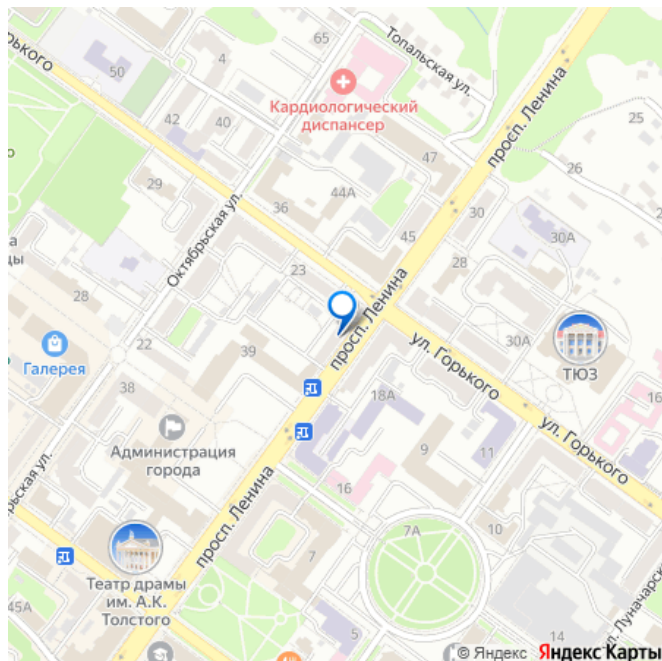 65
Топальская ул.
4
50
Горького
Кардиологический
диспансер
просп. Ленина
42
40
25
47
44А
26
29
36
30
Октябрьская ул.
45
30А
23
28
28
просп. Ленина
Галерея
22
39
ул. Горького
30А
ТЮЗ
38
18А
16
Администрация
города
9
11
ул. Горького
16
просп. Ленина
7А
10
7
Театр драмы
им. А.К.
Толстого
45А
5
14
ул. Луначарск
© Яндекс Яндекс Карты